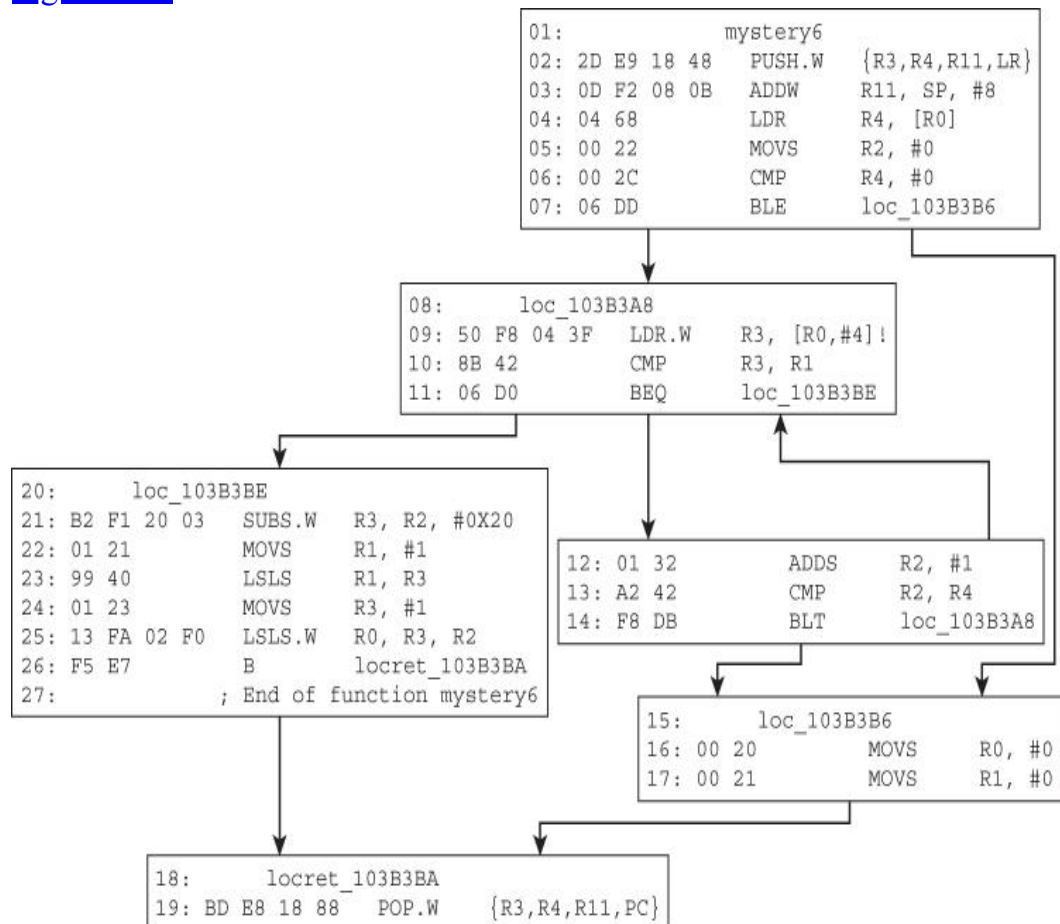 01: mystery6
02: 2D E9 18 48 PUSH.W {R3,R4,R11,LR}
03: 0D F2 08 0B ADDW R11, SP, #8
04: 04 68 LDR R4, [R0]
05: 00 22 MOVS R2, #0
06: 00 2C CMP R4, #0
07: 06 DD BLE loc_103B3B6
08: loc_103B3A8
09: 50 F8 04 3F LDR.W R3, [R0,#4]!
10: 8B 42 CMP R3, R1
11: 06 D0 BEQ loc_103B3BE
20: loc_103B3BE
21: B2 F1 20 03 SUBS.W R3, R2, #0X20
22: 01 21 MOVS R1, #1
23: 99 40 LSLS R1, R3
24: 01 23 MOVS R3, #1
25: 13 FA 02 F0 LSLS.W R0, R3, R2
26: F5 E7 B locret_103B3BA
27: ; End of function mystery6
12: 01 32 ADDS R2, #1
13: A2 42 CMP R2, R4
14: F8 DB BLT loc_103B3A8
15: loc_103B3B6
16: 00 20 MOVS R0, #0
17: 00 21 MOVS R1, #0
18: locret_103B3BA
19: BD E8 18 88 POP.W {R3,R4,R11,PC}